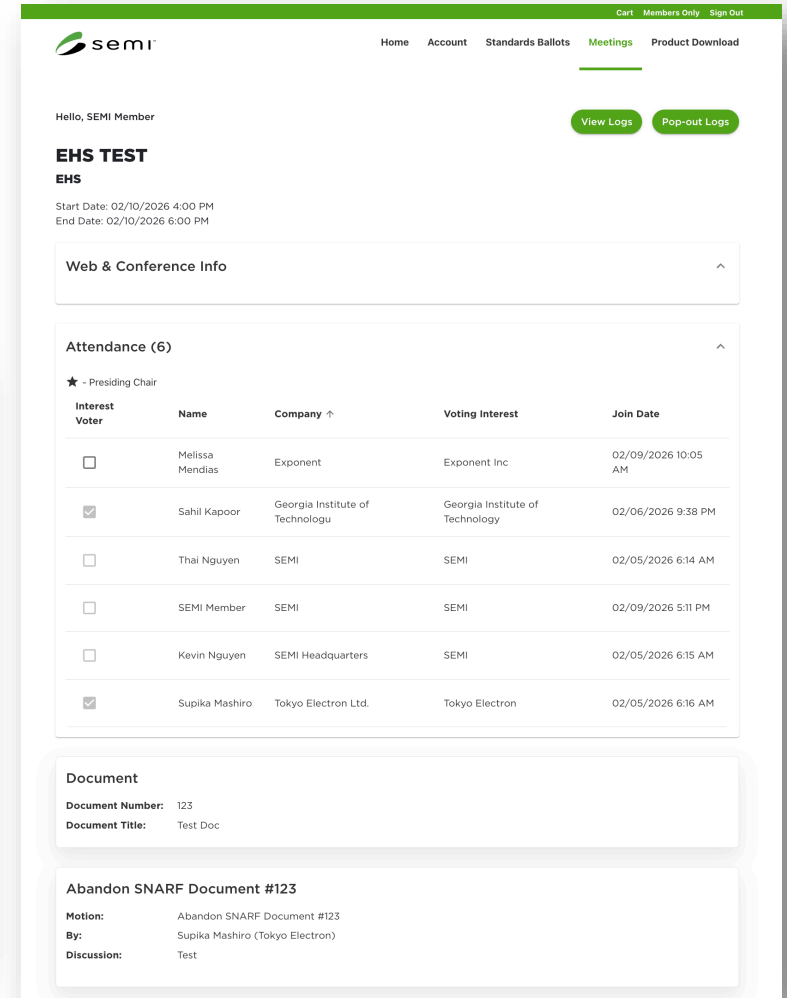 Cart Members Only Sign Out
semi
Home Account Standards Ballots Meetings Product Download
Hello, SEMI Member
View Logs Pop-out Logs
EHS TEST
EHS
Start Date: 02/10/2026 4:00 PM
End Date: 02/10/2026 6:00 PM
Web & Conference Info
Attendance (6)
★ - Presiding Chair
Interest Voter Name Company ↑ Voting Interest Join Date
Melissa Mendias Exponent Exponent Inc 02/09/2026 10:05 AM
Sahil Kapoor Georgia Institute of Technologu Georgia Institute of Technology 02/06/2026 9:38 PM
Thai Nguyen SEMI SEMI 02/05/2026 6:14 AM
SEMI Member SEMI SEMI 02/09/2026 5:11 PM
Kevin Nguyen SEMI Headquarters SEMI 02/05/2026 6:15 AM
Supika Mashiro Tokyo Electron Ltd. Tokyo Electron 02/05/2026 6:16 AM
Document
Document Number: 123
Document Title: Test Doc
Abandon SNARF Document #123
Motion: Abandon SNARF Document #123
By: Supika Mashiro (Tokyo Electron)
Discussion: Test